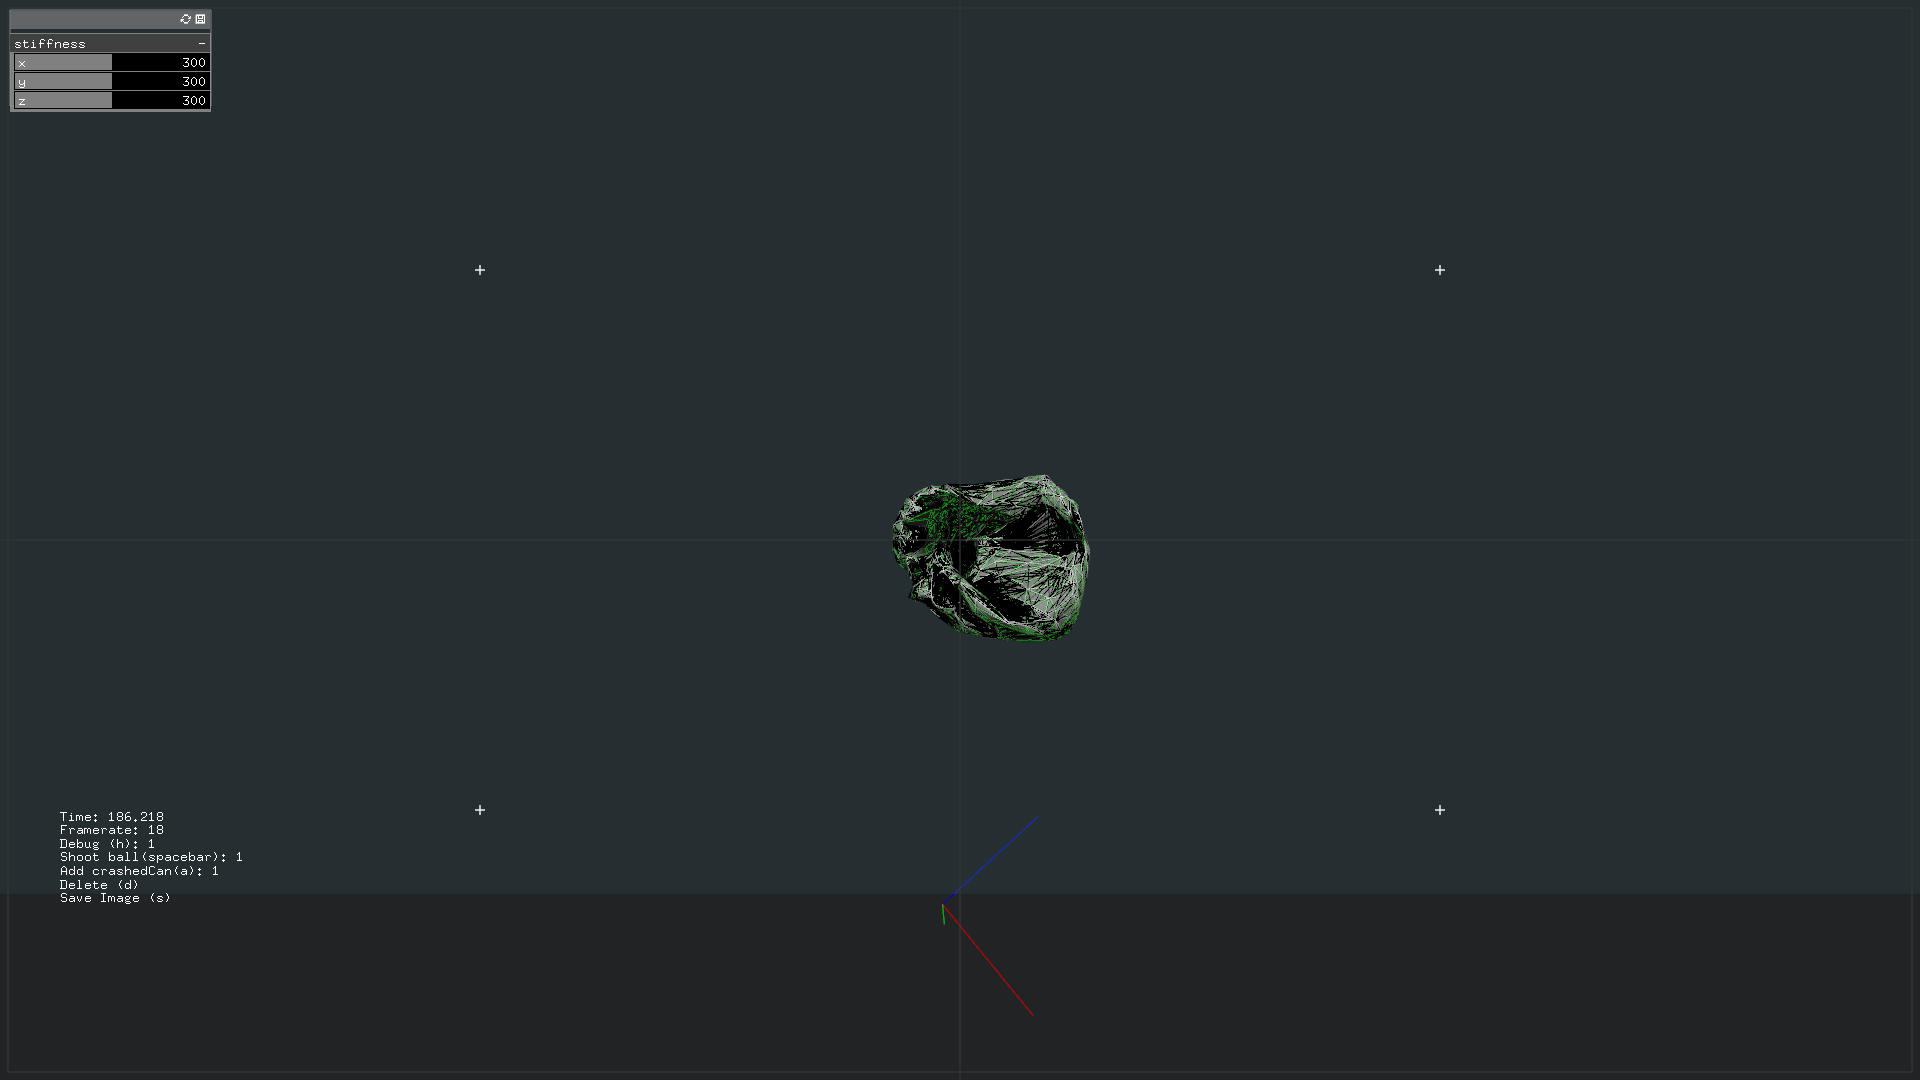 stiffness -
x 300
y 300
z 300
Time: 186.218
Framerate: 18
Debug (h): 1
Shoot ball(spacebar): 1
Add crashedCan(a): 1
Delete (d)
Save Image (s)